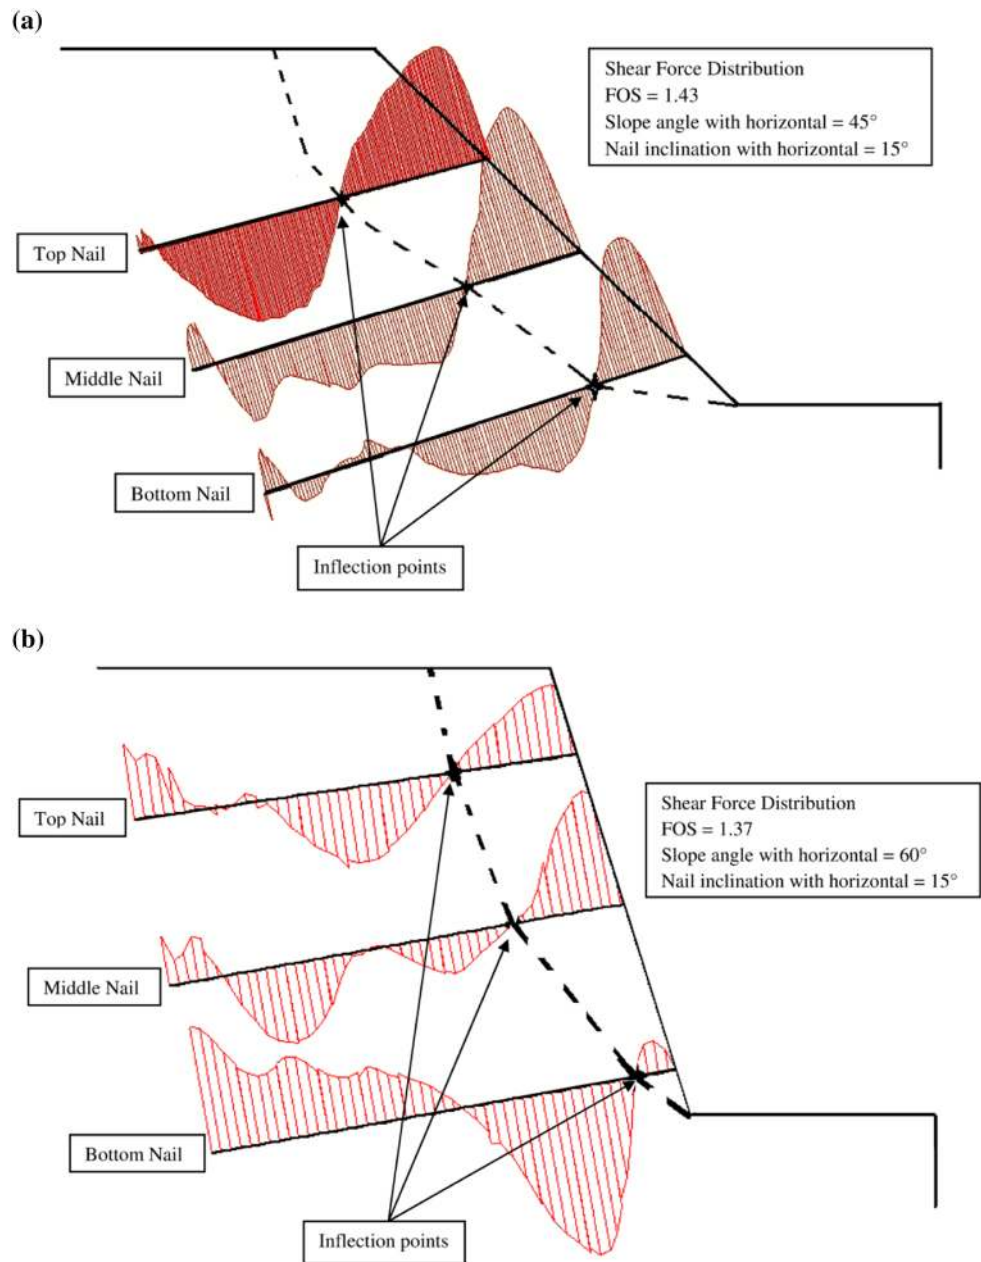 (a)
Shear Force Distribution
FOS = 1.43
Slope angle with horizontal = 45°
Nail inclination with horizontal = 15°
Top Nail
Middle Nail
Bottom Nail
Inflection points
(b)
Shear Force Distribution
FOS = 1.37
Slope angle with horizontal = 60°
Nail inclination with horizontal = 15°
Top Nail
Middle Nail
Bottom Nail
Inflection points